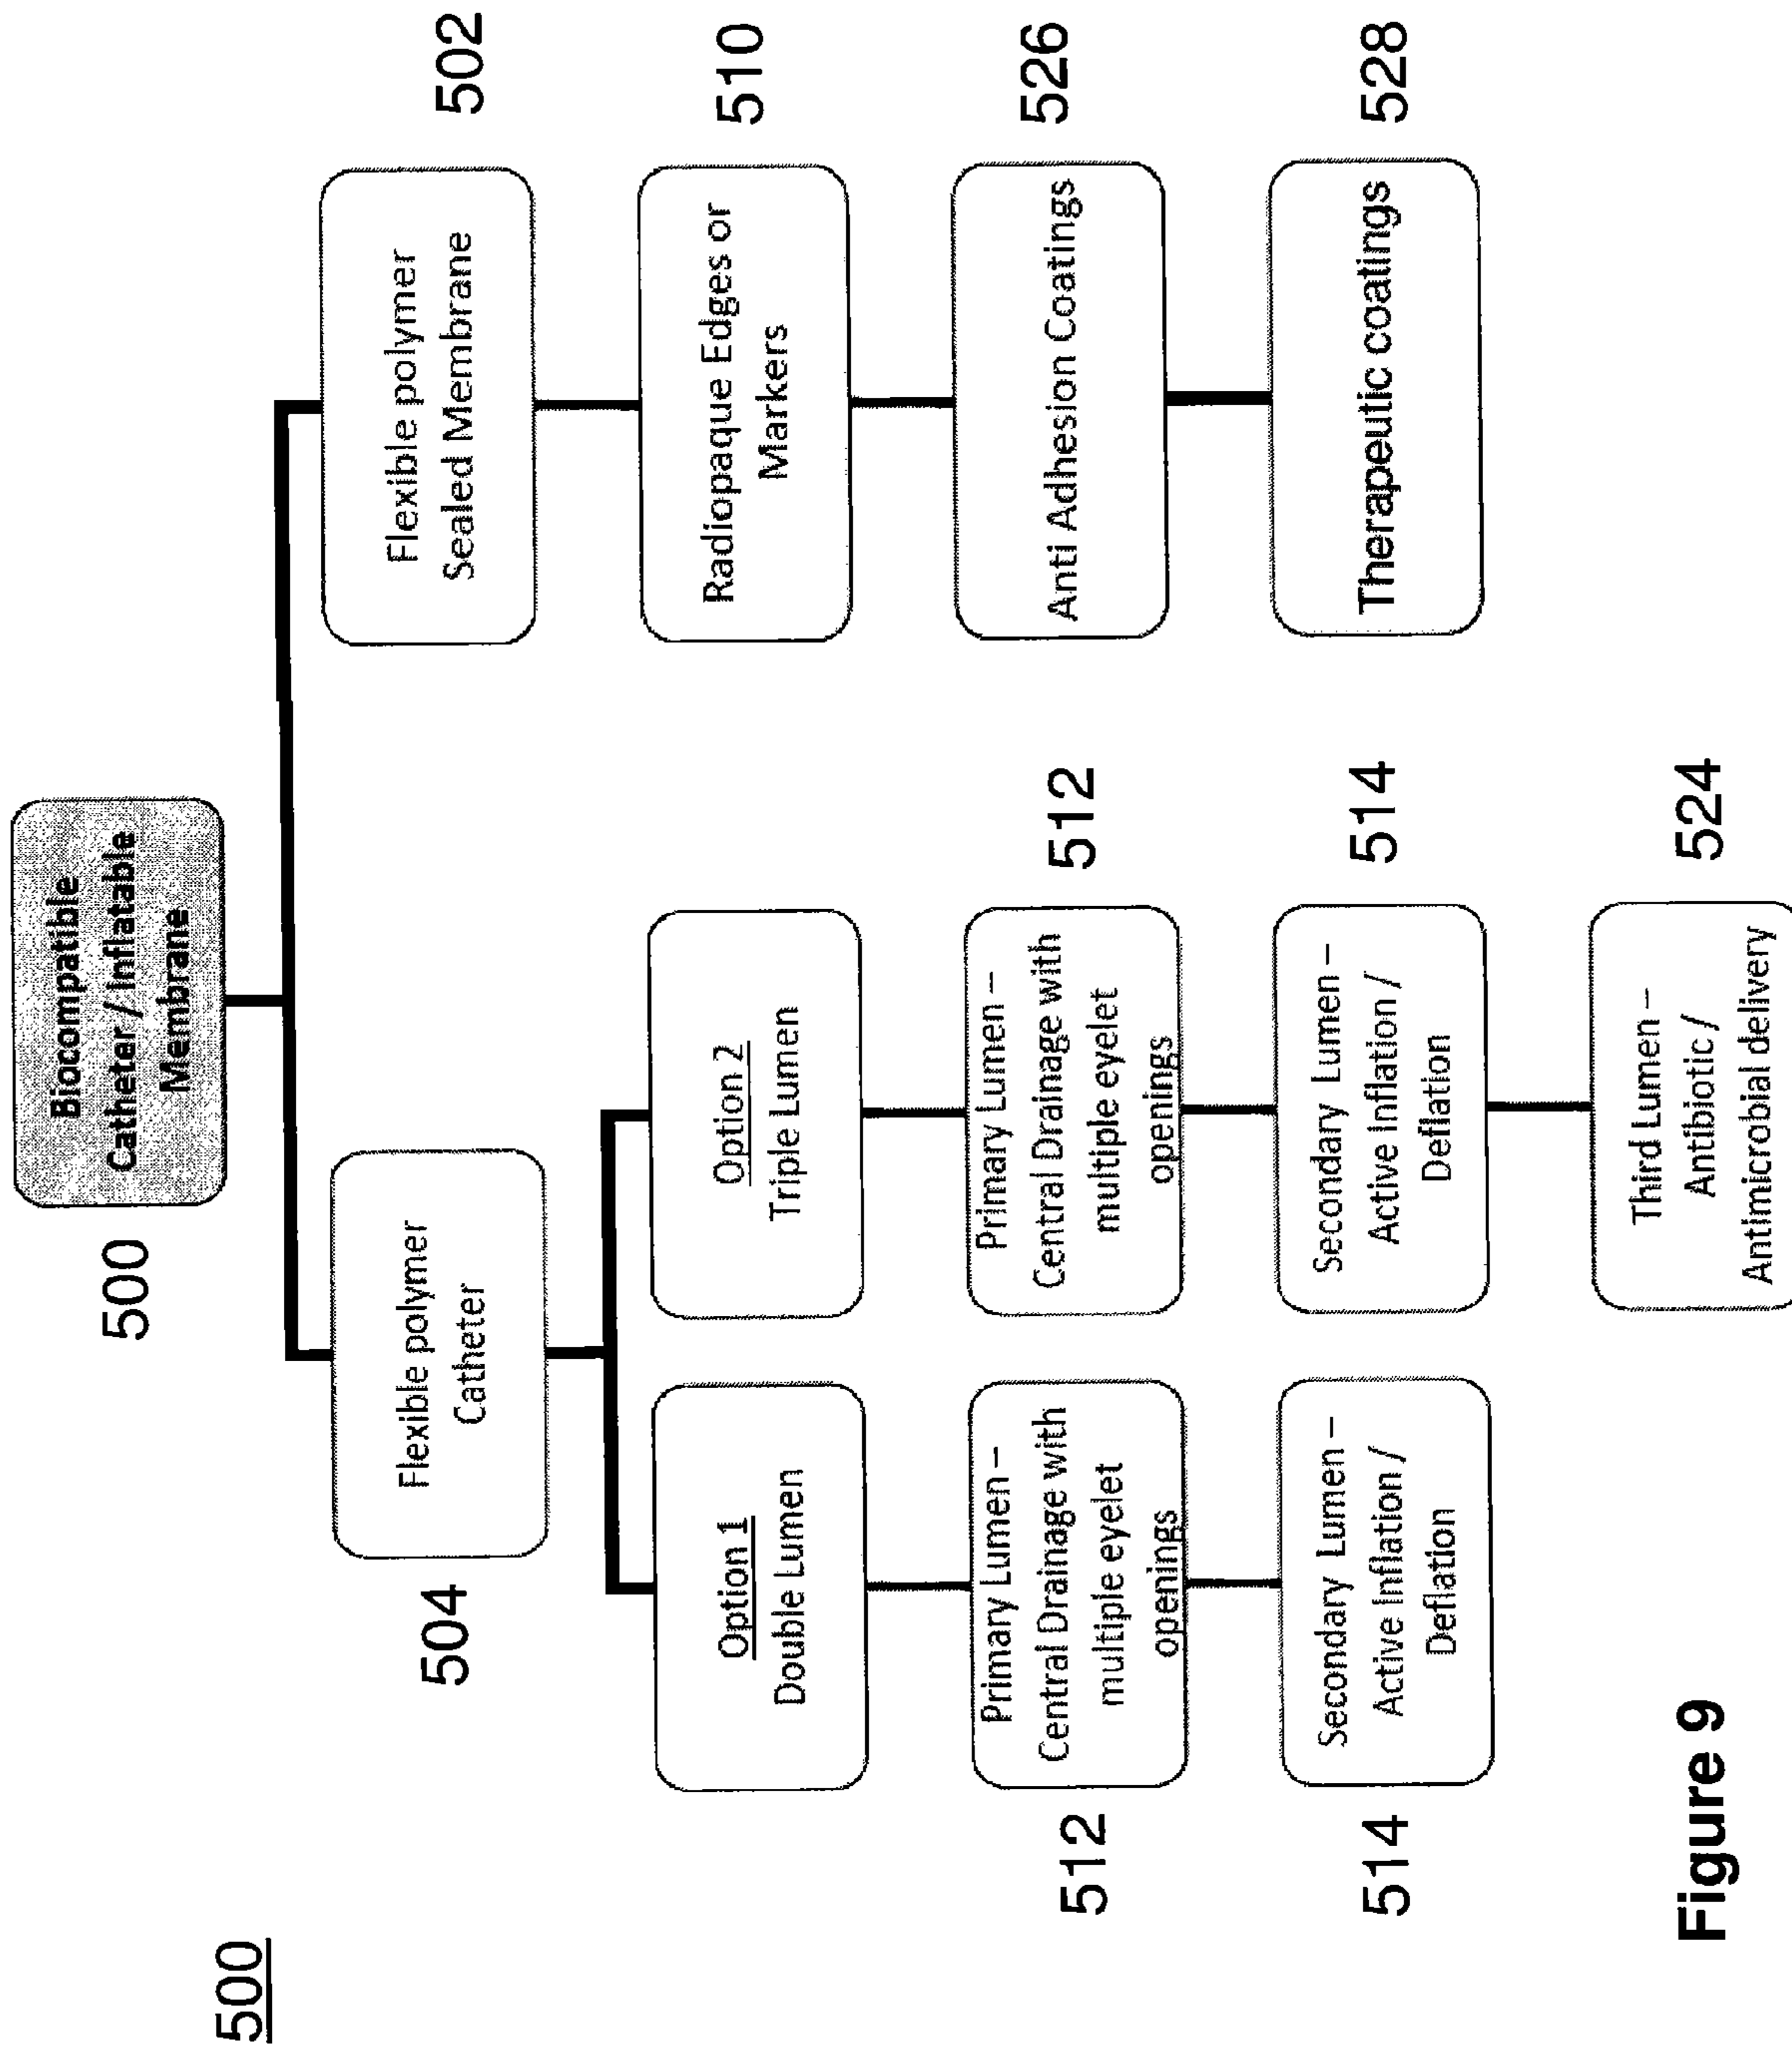 500
500
Biocompatible
Catheter / Inflatable
Membrane
504
Flexible polymer
Catheter
Flexible polymer
Sealed Membrane
502
Option 1
Double Lumen
Option 2
Triple Lumen
Radiopaque Edges or
Markers
510
512
Primary Lumen –
Central Drainage with
multiple eyelet
openings
Primary Lumen –
Central Drainage with
multiple eyelet
openings
512
Anti Adhesion Coatings
526
514
Secondary Lumen –
Active Inflation /
Deflation
Secondary Lumen –
Active Inflation /
Deflation
514
Therapeutic coatings
528
Third Lumen –
Antibiotic /
Antimicrobial delivery
524
Figure 9